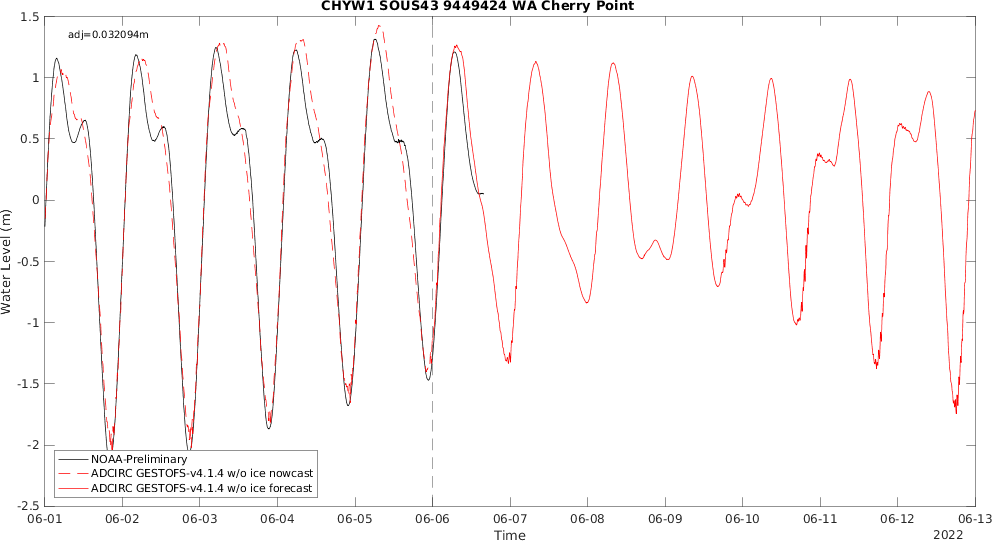 CHYW1 SOUS43 9449424 WA Cherry Point
adj=0.032094m
1.5
1
0.5
0
-0.5
-1
-1.5
-2
-2.5
Water Level (m)
NOAA-Preliminary
ADCIRC GESTOFS-v4.1.4 w/o ice nowcast
ADCIRC GESTOFS-v4.1.4 w/o ice forecast
06-01 06-02 06-03 06-04 06-05 06-06 06-07 06-08 06-09 06-10 06-11 06-12 06-13
Time
2022